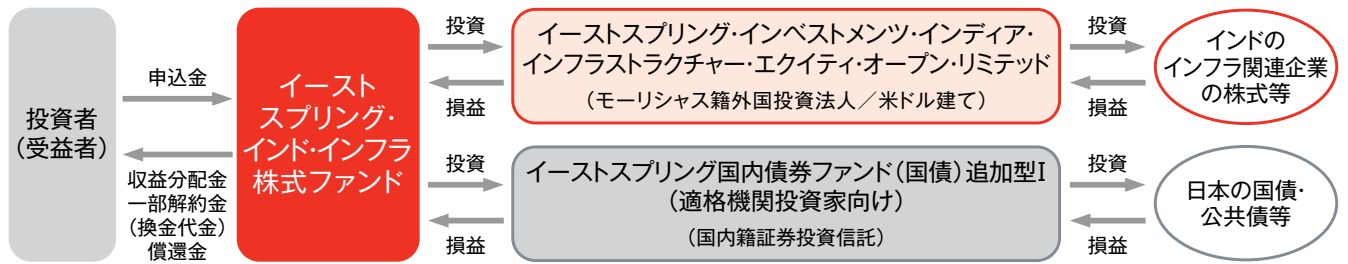 投資者
(受益者)
申込金
収益分配金
一部解約金
(換金代金)
償還金
イースト
スプリング・
インド・インフラ
株式ファンド
投資
損益
イーストスプリング・インベストメンツ・インディア・
インフラストラクチャー・エクイティ・オープン・リミテッド
(モーリシャス籍外国投資法人/米ドル建て)
投資
損益
インドの
インフラ関連企業
の株式等
投資
損益
イーストスプリング国内債券ファンド(国債)追加型I
(適格機関投資家向け)
(国内籍証券投資信託)
投資
損益
日本の国債・
公共債等